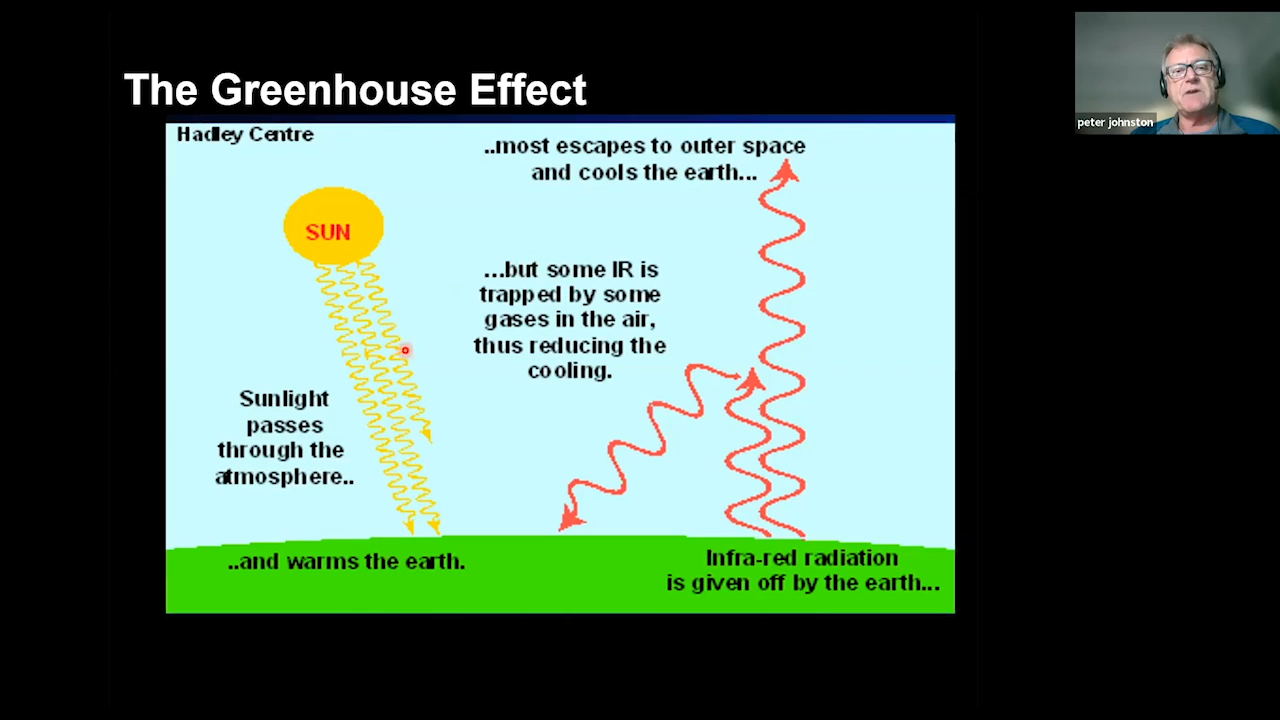 The Greenhouse Effect
peter johnston
Hadley Centre
..most escapes to outer space
and cools the earth...
SUN
...but some IR is
trapped by some
gases in the air,
thus reducing the
cooling.
Sunlight
passes
through the
atmosphere..
..and warms the earth.
Infra-red radiation
is given off by the earth...